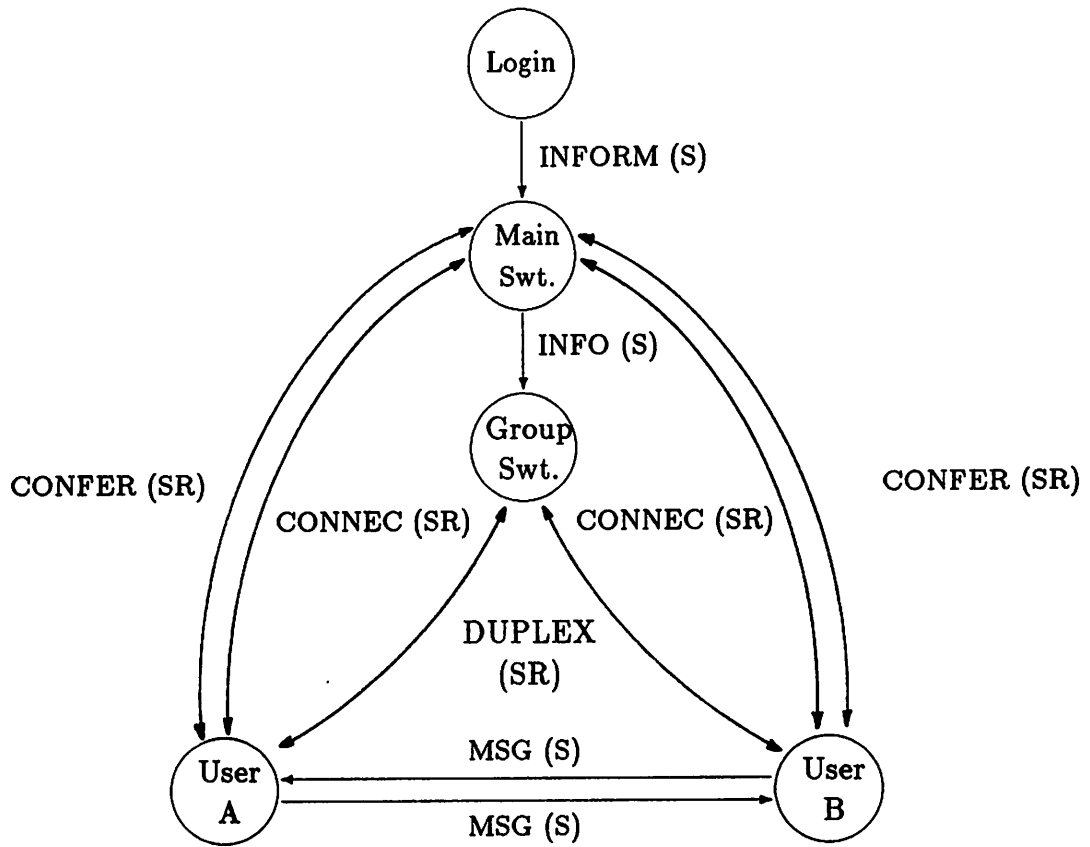 Login
INFORM (S)
Main
Swt.
INFO (S)
Group
Swt.
CONFER (SR)
CONFER (SR)
CONNEC (SR)
CONNEC (SR)
DUPLEX
(SR)
MSG (S)
User
A
User
B
MSG (S)